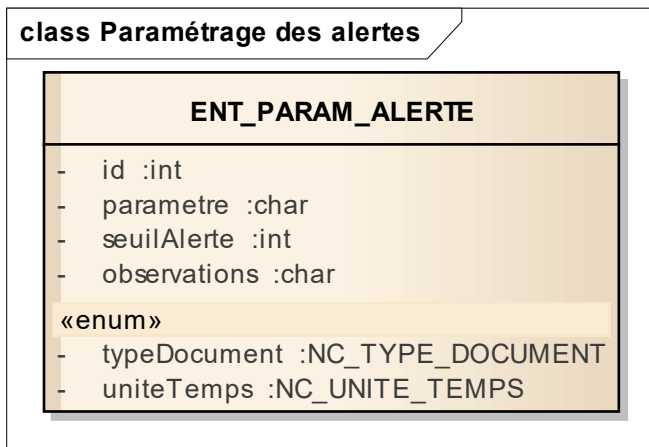 class Paramétrage des alertes
ENT_PARAM_ALERTE
- id :int
- parametre :char
- seuilAlerte :int
- observations :char
«enum»
- typeDocument :NC_TYPE_DOCUMENT
- uniteTemps :NC_UNITE_TEMPS